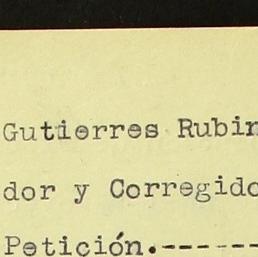 Gutierres Rubin
dor y Corregido
Petición.------